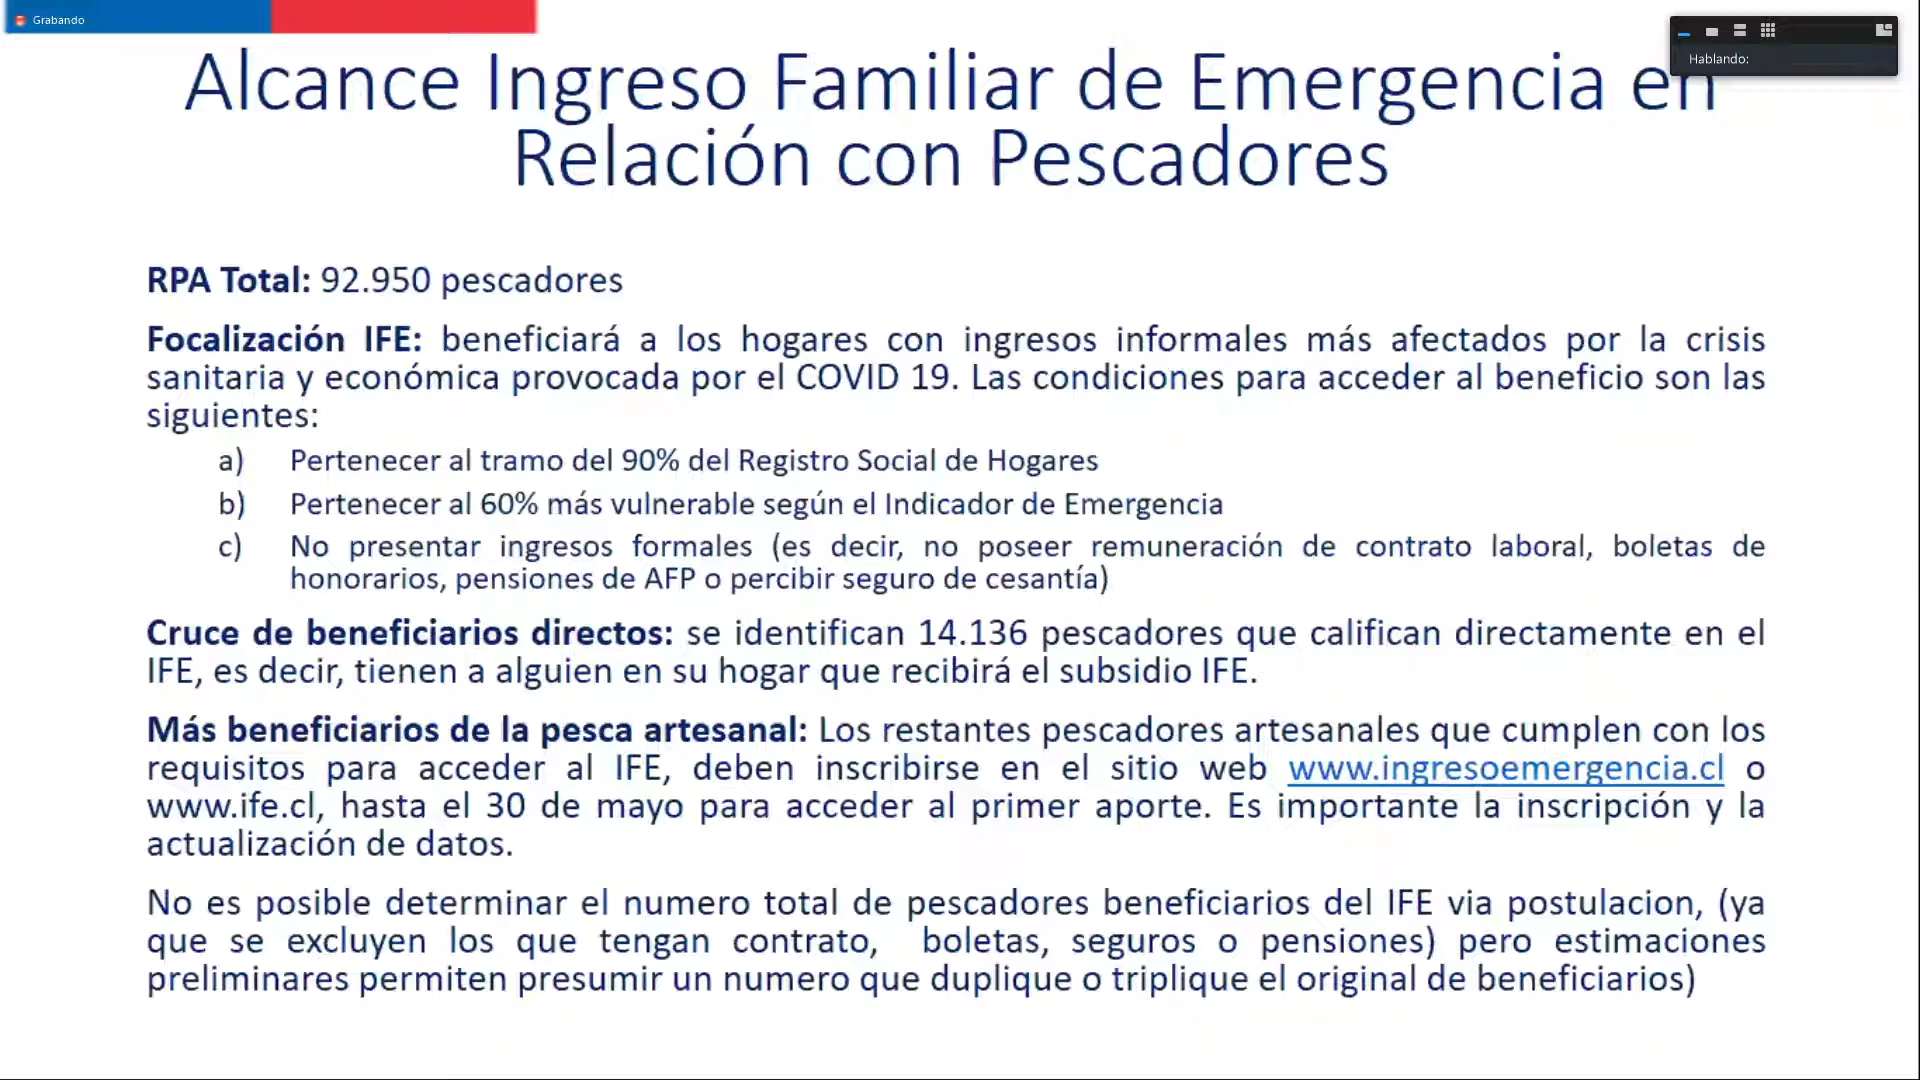 Grabando
Hablando:
Alcance Ingreso Familiar de Emergencia en
Relación con Pescadores
RPA Total: 92.950 pescadores
Focalización IFE: beneficiará a los hogares con ingresos informales más afectados por la crisis
sanitaria y económica provocada por el COVID 19. Las condiciones para acceder al beneficio son las
siguientes:
a) Pertenecer al tramo del 90% del Registro Social de Hogares
b) Pertenecer al 60% más vulnerable según el Indicador de Emergencia
c) No presentar ingresos formales (es decir, no poseer remuneración de contrato laboral, boletas de
honorarios, pensiones de AFP o percibir seguro de cesantía)
Cruce de beneficiarios directos: se identifican 14.136 pescadores que califican directamente en el
IFE, es decir, tienen a alguien en su hogar que recibirá el subsidio IFE.
Más beneficiarios de la pesca artesanal: Los restantes pescadores artesanales que cumplen con los
requisitos para acceder al IFE, deben inscribirse en el sitio web www.ingresoemergencia.cl o
www.ife.cl, hasta el 30 de mayo para acceder al primer aporte. Es importante la inscripción y la
actualización de datos.
No es posible determinar el numero total de pescadores beneficiarios del IFE via postulacion, (ya
que se excluyen los que tengan contrato, boletas, seguros o pensiones) pero estimaciones
preliminares permiten presumir un numero que duplique o triplique el original de beneficiarios)